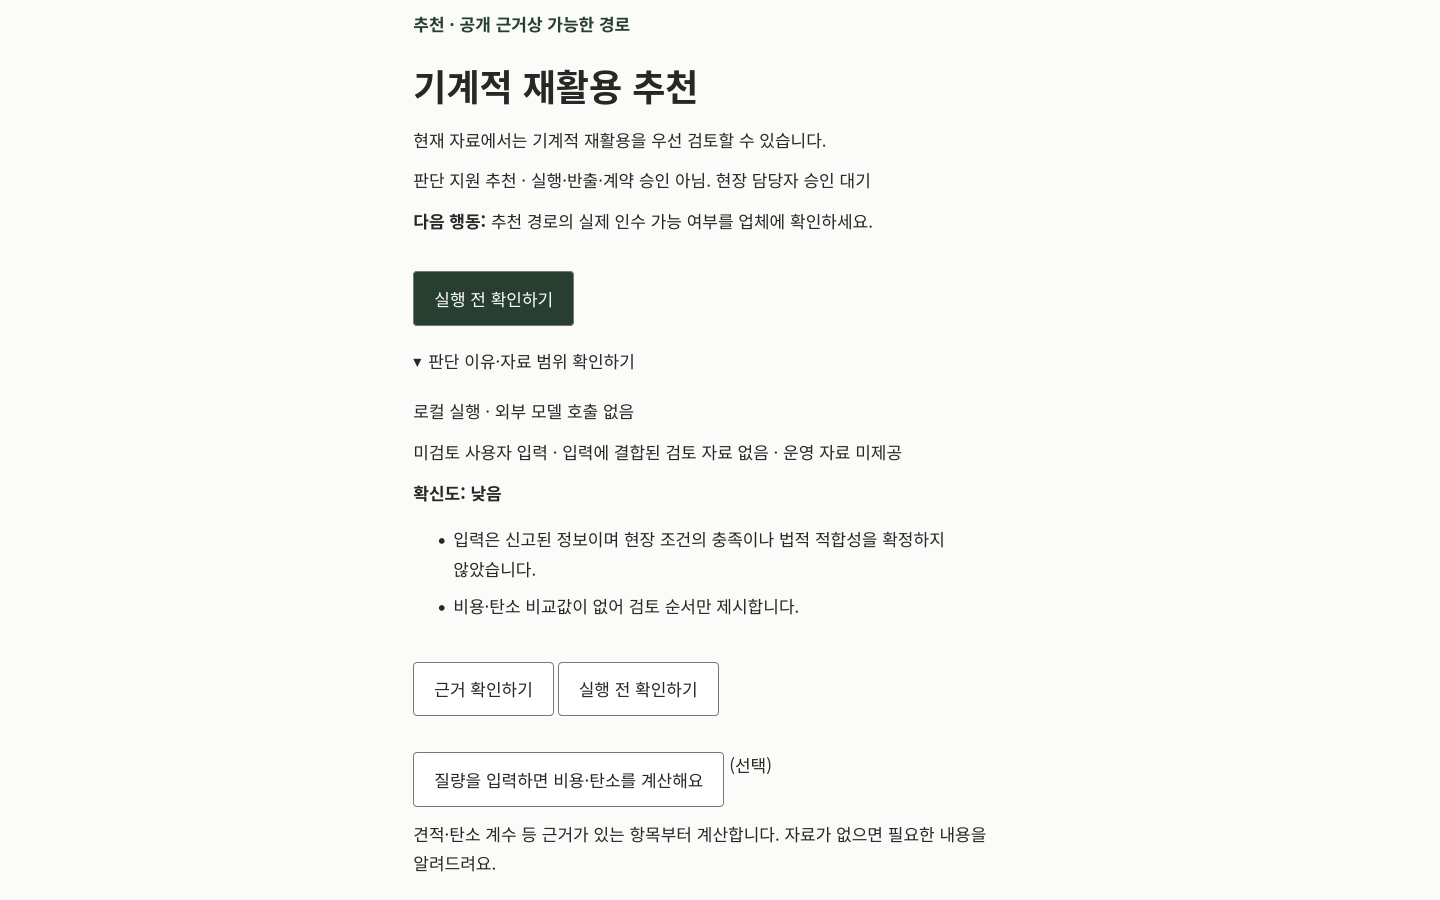 추천 · 공개 근거상 가능한 경로
기계적 재활용 추천
현재 자료에서는 기계적 재활용을 우선 검토할 수 있습니다.
판단 지원 추천 · 실행·반출·계약 승인 아님. 현장 담당자 승인 대기
다음 행동: 추천 경로의 실제 인수 가능 여부를 업체에 확인하세요.
실행 전 확인하기
▾ 판단 이유·자료 범위 확인하기
로컬 실행 · 외부 모델 호출 없음
미검토 사용자 입력 · 입력에 결합된 검토 자료 없음 · 운영 자료 미제공
확신도: 낮음
• 입력은 신고된 정보이며 현장 조건의 충족이나 법적 적합성을 확정하지
않았습니다.
• 비용·탄소 비교값이 없어 검토 순서만 제시합니다.
근거 확인하기 실행 전 확인하기
질량을 입력하면 비용·탄소를 계산해요 (선택)
견적·탄소 계수 등 근거가 있는 항목부터 계산합니다. 자료가 없으면 필요한 내용을
알려드려요.